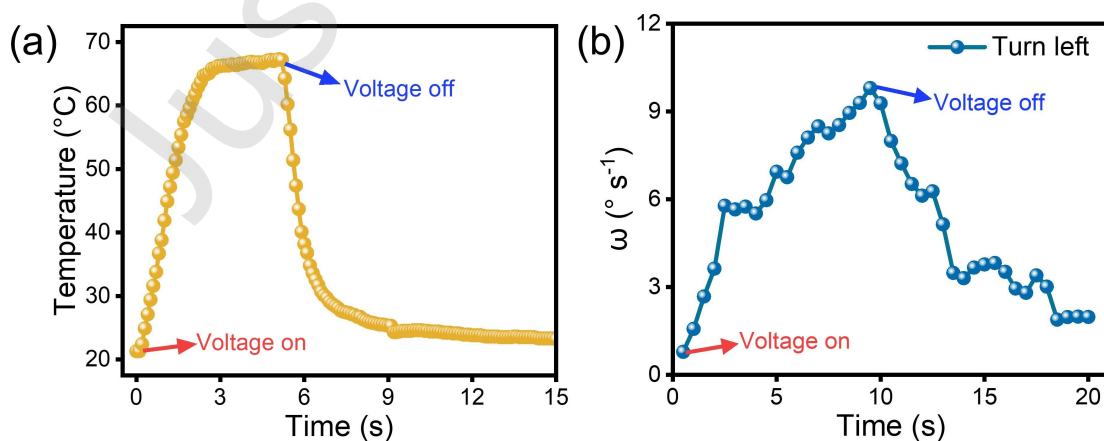 (a)
Temperature (°C)
70
60
50
40
30
20
Voltage off
Voltage on
0
3
6
9
12
15
Time (s)
Jus
(b)
ω (° s⁻¹)
12
9
6
3
0
Turn left
Voltage off
Voltage on
0
5
10
15
20
Time (s)